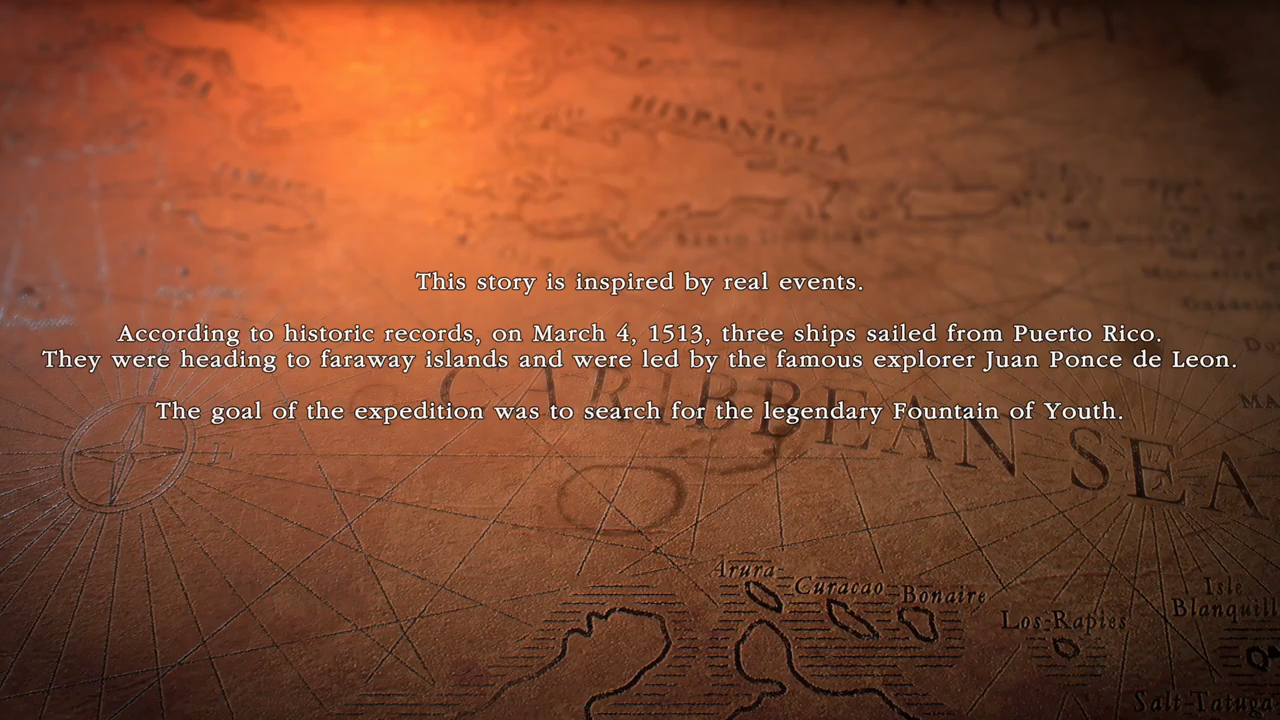 HISPANIOLA
This story is inspired by real events.
According to historic records, on March 4, 1513, three ships sailed from Puerto Rico.
They were heading to faraway islands and were led by the famous explorer Juan Ponce de Leon.
The goal of the expedition was to search for the legendary Fountain of Youth.
CARIBBEAN SEA
Arura
Curacao
Bonaire
Los-Rapies
Isle
Blanquill
Salt-Tatuga